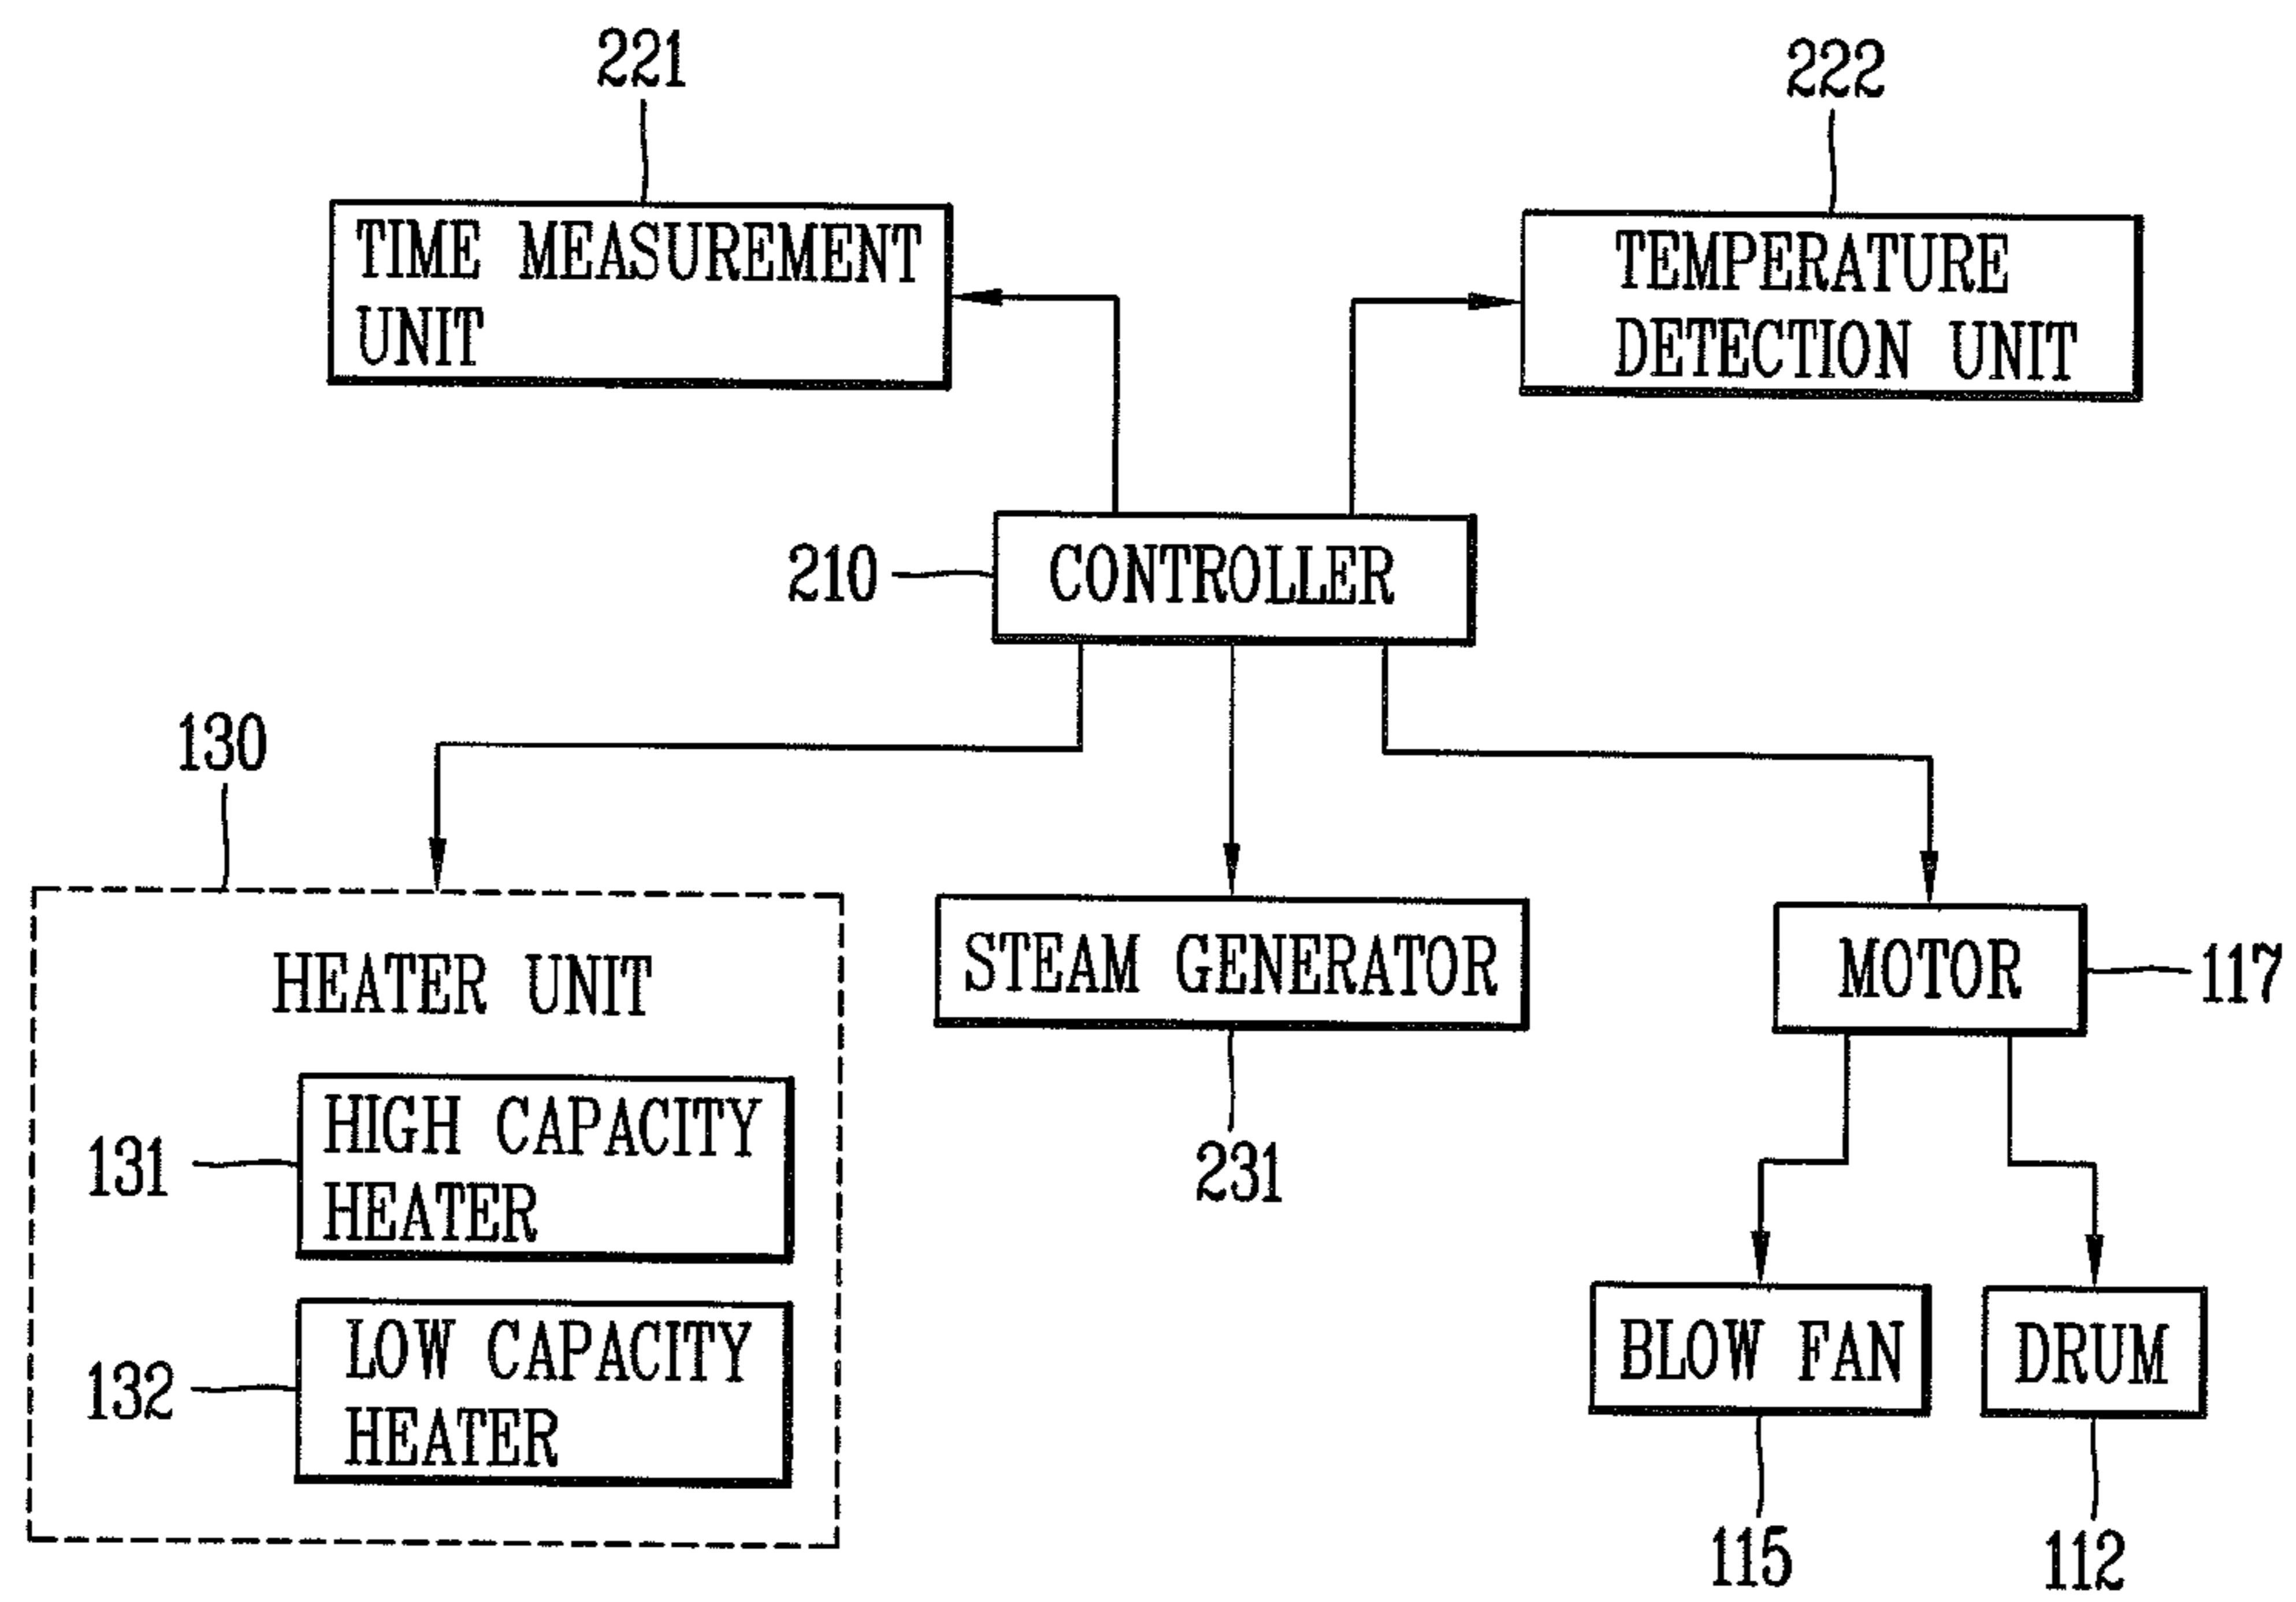 221
222
TIME MEASUREMENT
UNIT
TEMPERATURE
DETECTION UNIT
210
CONTROLLER
130
HEATER UNIT
STEAM GENERATOR
MOTOR
117
131
HIGH CAPACITY
HEATER
231
132
LOW CAPACITY
HEATER
BLOW FAN
DRUM
115
112